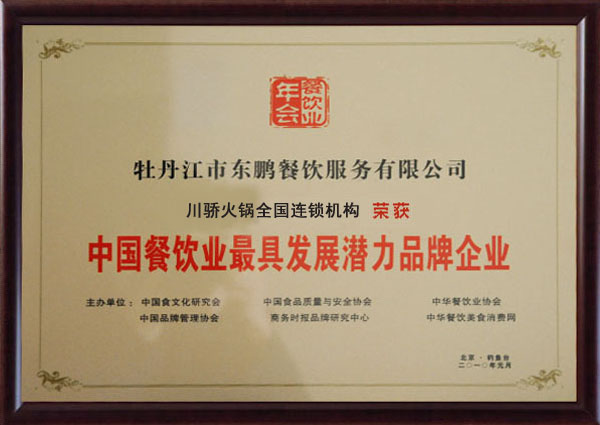 餐饮业
年会
牡丹江市东鹏餐饮服务有限公司
川骄火锅全国连锁机构 荣获
中国餐饮业最具发展潜力品牌企业
主办单位： 中国食文化研究会 中国食品质量与安全协会 中华餐饮业协会
中国品牌管理协会 商务时报品牌研究中心 中华餐饮美食消费网
北京·钓鱼台
二〇一〇年元月